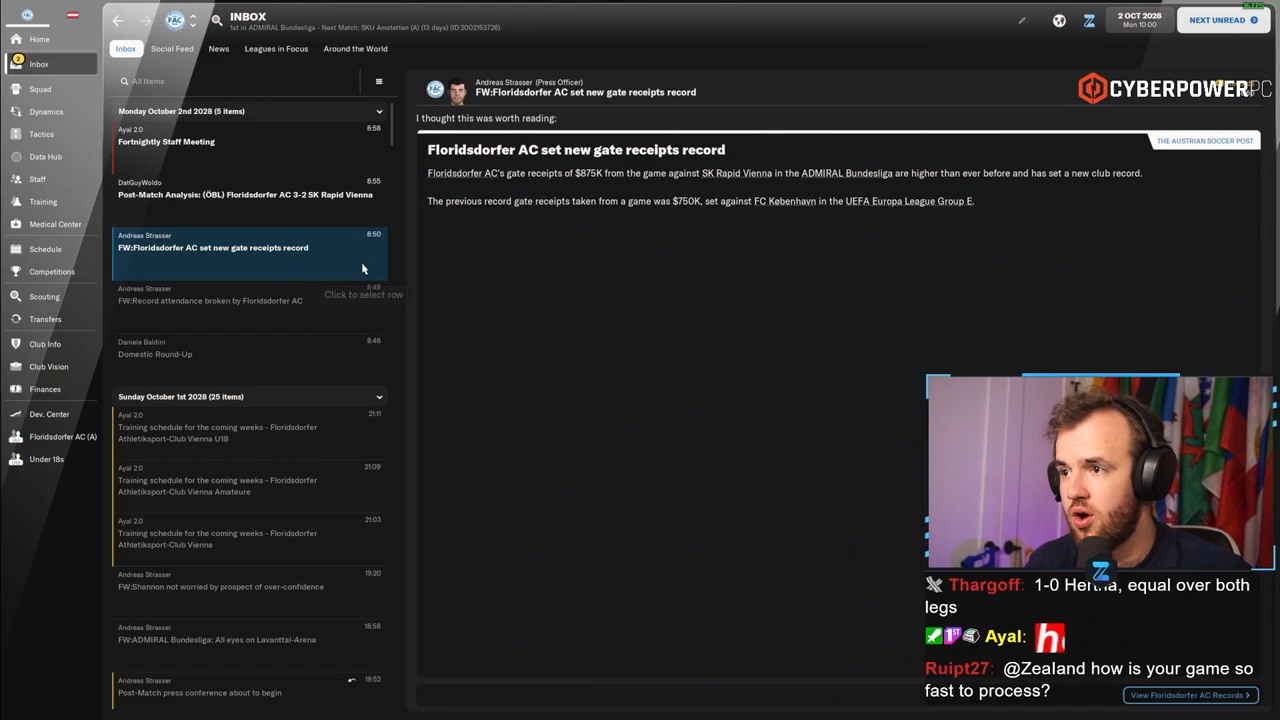 INBOX
1st in ADMIRAL Bundesliga - Next Match: SKU Amstetten (A) (13 days) (ID:2002153726)
2 OCT 2028
Mon 10:00
NEXT UNREAD
Home
2
Inbox
Squad
Dynamics
Tactics
Data Hub
Staff
Training
Medical Center
Schedule
Competitions
Scouting
Transfers
Club Info
Club Vision
Finances
Dev. Center
Floridsdorfer AC (A)
Under 18s
Inbox
Social Feed
News
Leagues in Focus
Around the World
All Items
Monday October 2nd 2028 (5 items)
Ayal 2.0
8:58
Fortnightly Staff Meeting
DatGuyWoldo
8:55
Post-Match Analysis: (ÖBL) Floridsdorfer AC 3-2 SK Rapid Vienna
Andreas Strasser
8:50
FW:Floridsdorfer AC set new gate receipts record
Andreas Strasser
8:48
FW:Record attendance broken by Floridsdorfer AC
Click to select row
Daniele Baldini
8:46
Domestic Round-Up
Sunday October 1st 2028 (25 items)
Ayal 2.0
21:11
Training schedule for the coming weeks - Floridsdorfer
Athletiksport-Club Vienna U18
Ayal 2.0
21:09
Training schedule for the coming weeks - Floridsdorfer
Athletiksport-Club Vienna Amateure
Ayal 2.0
21:03
Training schedule for the coming weeks - Floridsdorfer
Athletiksport-Club Vienna
Andreas Strasser
19:20
FW:Shannon not worried by prospect of over-confidence
Andreas Strasser
18:58
FW:ADMIRAL Bundesliga: All eyes on Lavanttal-Arena
Andreas Strasser
18:52
Post-Match press conference about to begin
Andreas Strasser (Press Officer)
FW:Floridsdorfer AC set new gate receipts record
CYBERPOWERPC
I thought this was worth reading:
THE AUSTRIAN SOCCER POST
Floridsdorfer AC set new gate receipts record
Floridsdorfer AC's gate receipts of $875K from the game against SK Rapid Vienna in the ADMIRAL Bundesliga are higher than ever before and has set a new club record.
The previous record gate receipts taken from a game was $750K, set against FC København in the UEFA Europa League Group E.
Thargoff: 1-0 Hertha, equal over both
legs
Ayal:
Ruipt27: @Zealand how is your game so
fast to process?
View Floridsdorfer AC Records